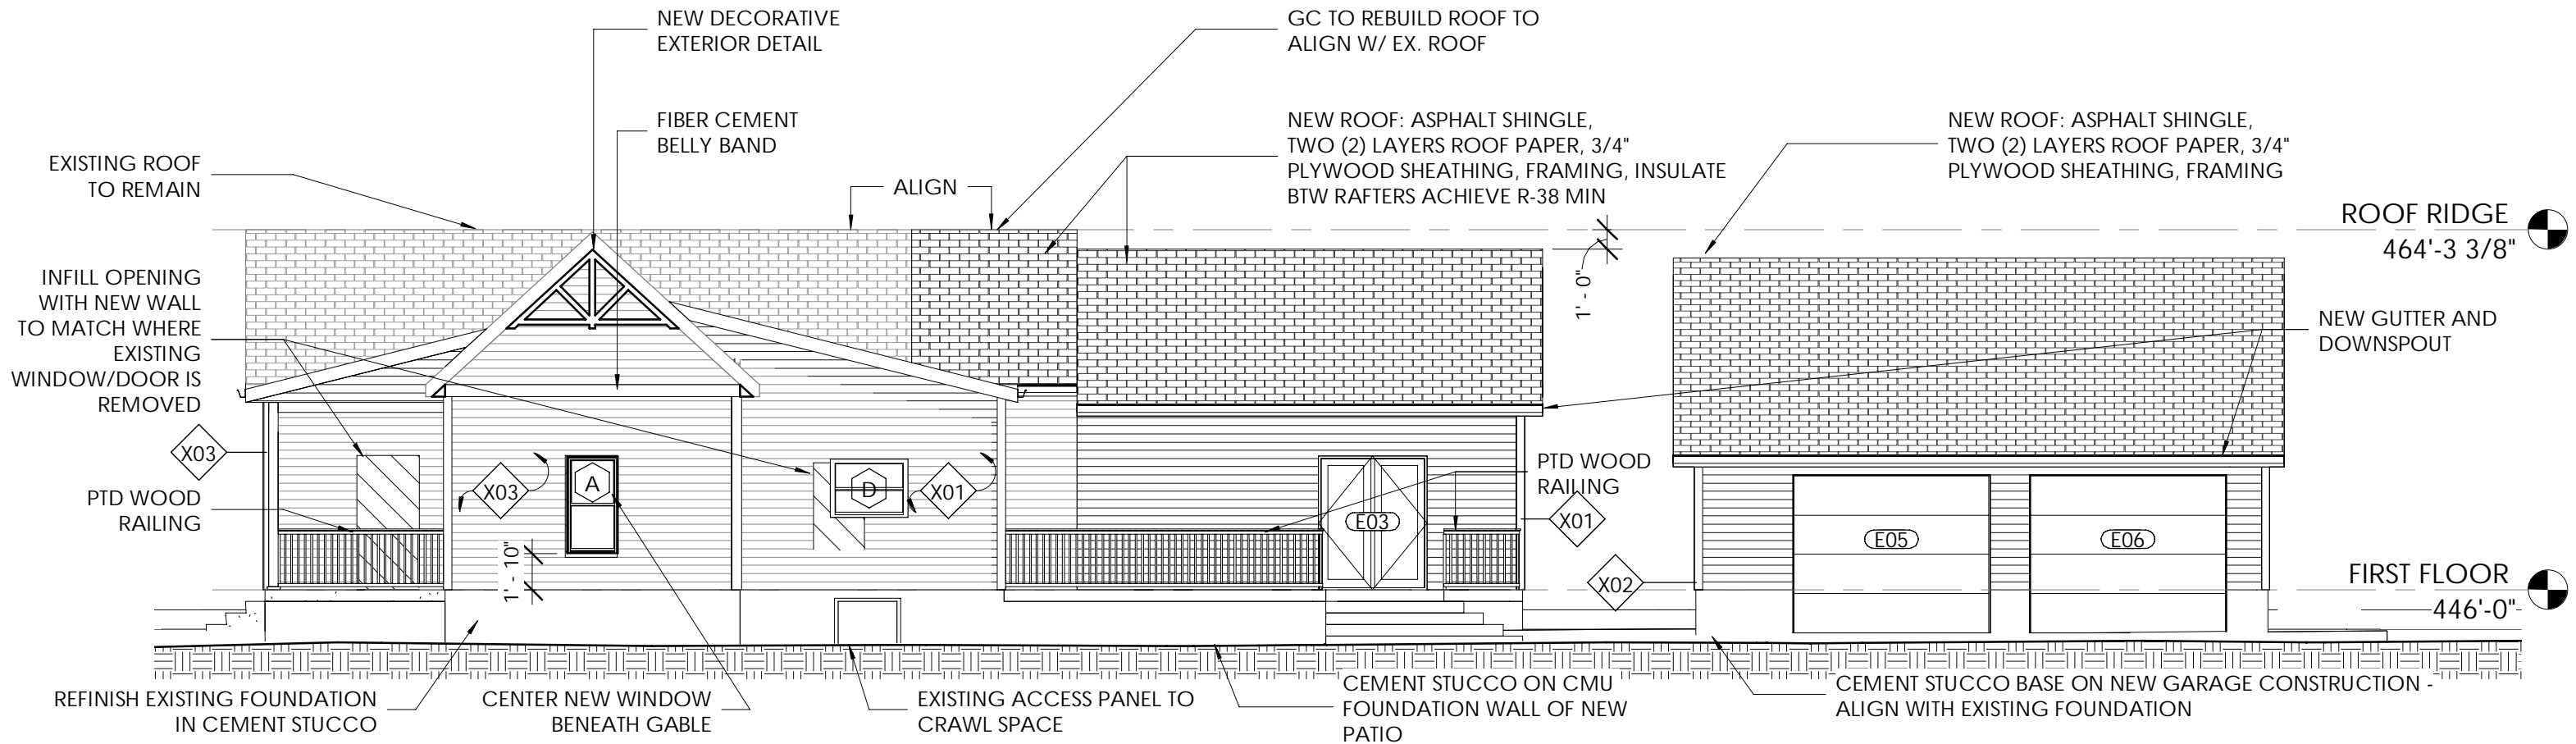 NEW DECORATIVE
EXTERIOR DETAIL
GC TO REBUILD ROOF TO
ALIGN W/ EX. ROOF
FIBER CEMENT
BELLY BAND
NEW ROOF: ASPHALT SHINGLE,
TWO (2) LAYERS ROOF PAPER, 3/4"
PLYWOOD SHEATHING, FRAMING, INSULATE
BTW RAFTERS ACHIEVE R-38 MIN
NEW ROOF: ASPHALT SHINGLE,
TWO (2) LAYERS ROOF PAPER, 3/4"
PLYWOOD SHEATHING, FRAMING
EXISTING ROOF
TO REMAIN
ALIGN
ROOF RIDGE
464'-3 3/8"
1' - 0"
INFILL OPENING
WITH NEW WALL
TO MATCH WHERE
EXISTING
WINDOW/DOOR IS
REMOVED
NEW GUTTER AND
DOWNSPOUT
X03
PTD WOOD
RAILING
X03
A
D
X01
PTD WOOD
RAILING
E03
X01
E05
E06
1' - 10"
X02
FIRST FLOOR
446'-0"
REFINISH EXISTING FOUNDATION
IN CEMENT STUCCO
CENTER NEW WINDOW
BENEATH GABLE
EXISTING ACCESS PANEL TO
CRAWL SPACE
CEMENT STUCCO ON CMU
FOUNDATION WALL OF NEW
PATIO
CEMENT STUCCO BASE ON NEW GARAGE CONSTRUCTION -
ALIGN WITH EXISTING FOUNDATION